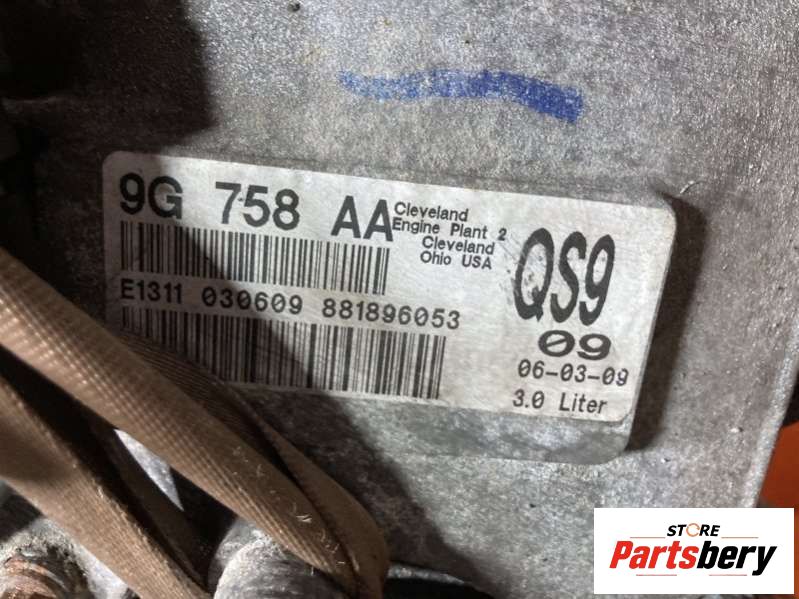 9G 758 AA
Cleveland
Engine Plant 2
Cleveland
Ohio USA
QS9
09
E1311 030609 881896053
06-03-09
3.0 Liter
STORE
Partsbery